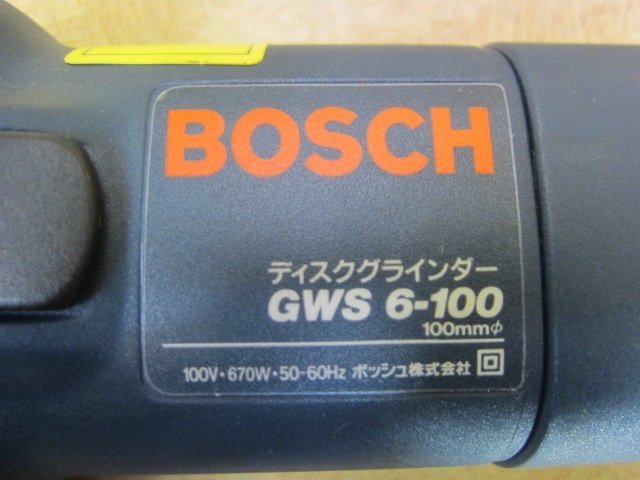 BOSCH
ディスクグラインダー
GWS 6-100
100mmφ
100V・670W・50-60Hz ボッシュ株式会社